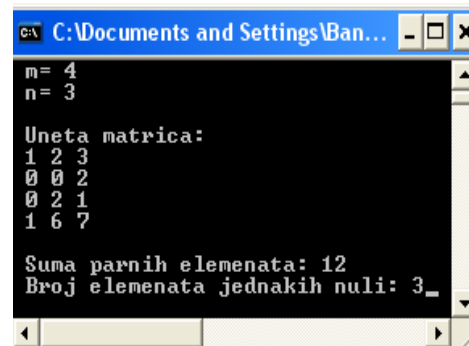 C:\Documents and Settings\Ban...
m= 4
n= 3
Uneta matrica:
1 2 3
0 0 2
0 2 1
1 6 7
Suma parnih elemenata: 12
Broj elemenata jednakih nuli: 3_